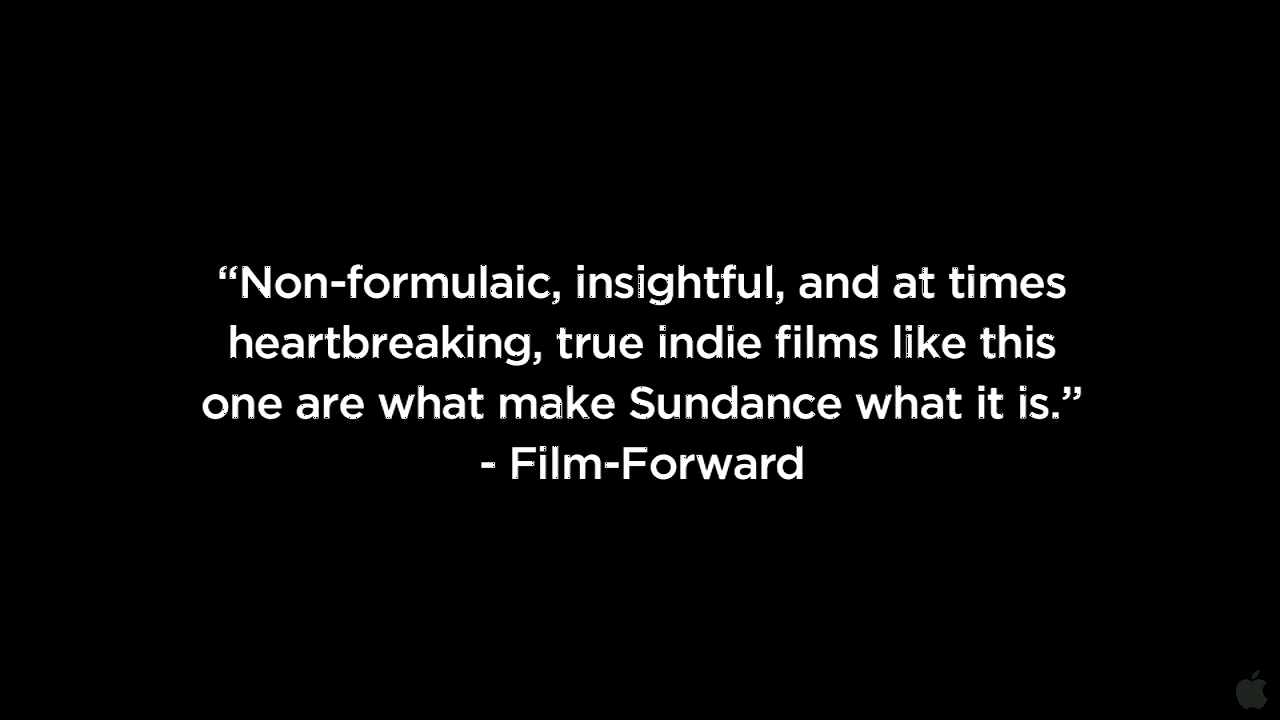 “Non-formulaic, insightful, and at times
heartbreaking, true indie films like this
one are what make Sundance what it is.”
- Film-Forward